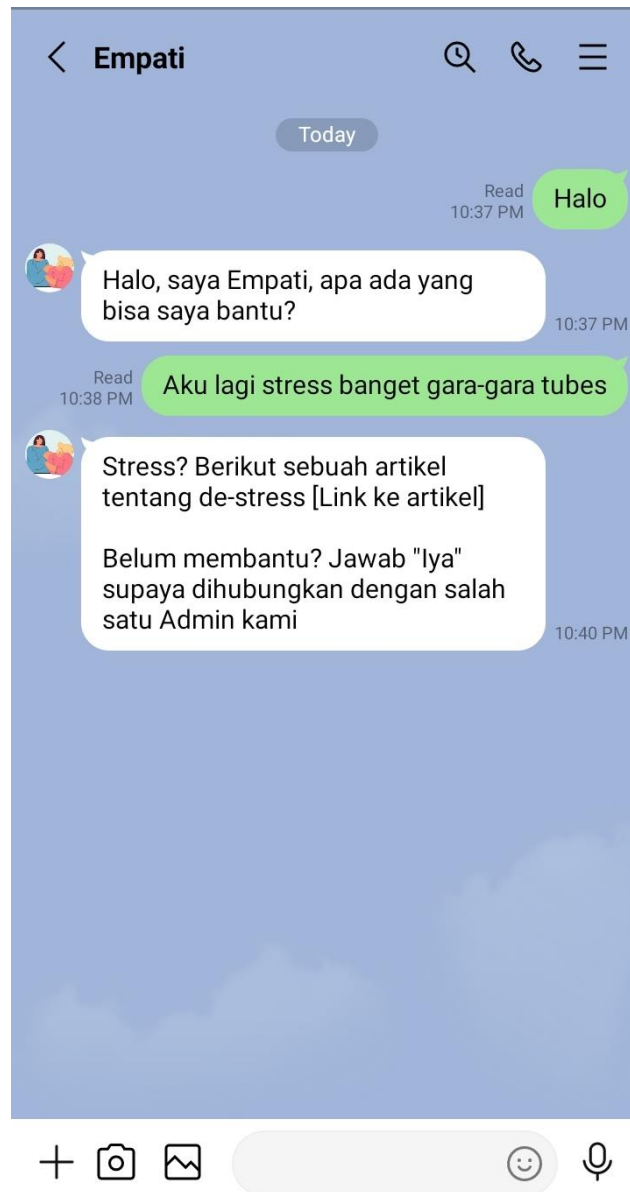 Empati
Today
Read
10:37 PM
Halo
Halo, saya Empati, apa ada yang
bisa saya bantu?
10:37 PM
Read
10:38 PM
Aku lagi stress banget gara-gara tubes
Stress? Berikut sebuah artikel
tentang de-stress [Link ke artikel]
Belum membantu? Jawab "Iya"
supaya dihubungkan dengan salah
satu Admin kami
10:40 PM